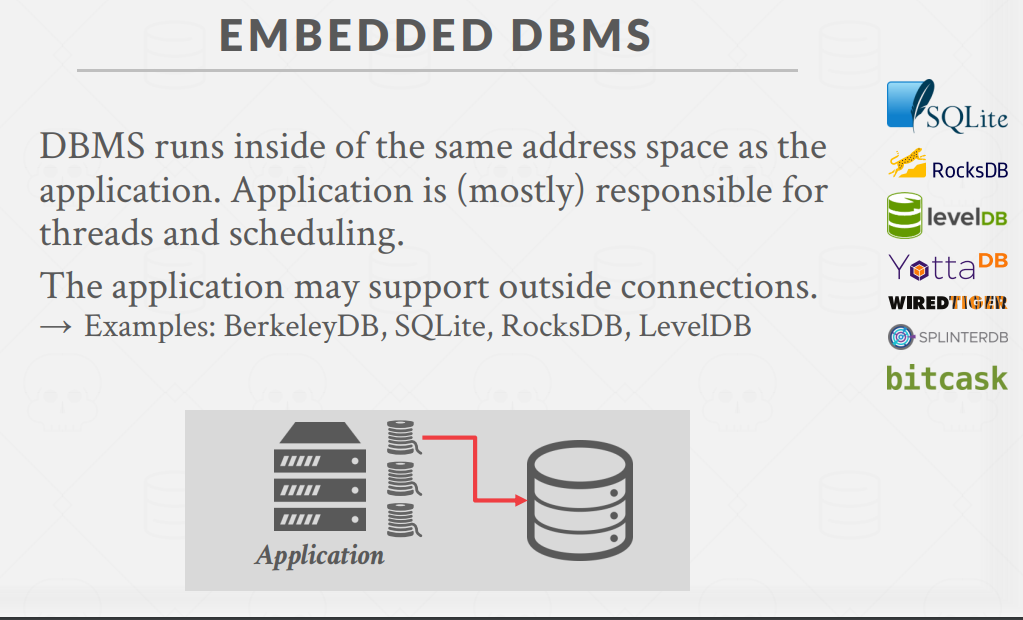 EMBEDDED DBMS
DBMS runs inside of the same address space as the
application. Application is (mostly) responsible for
threads and scheduling.
The application may support outside connections.
→ Examples: BerkeleyDB, SQLite, RocksDB, LevelDB
SQLite
RocksDB
levelDB
YottaDB
WIREDTIGER
SPLINTERDB
bitcask
Application